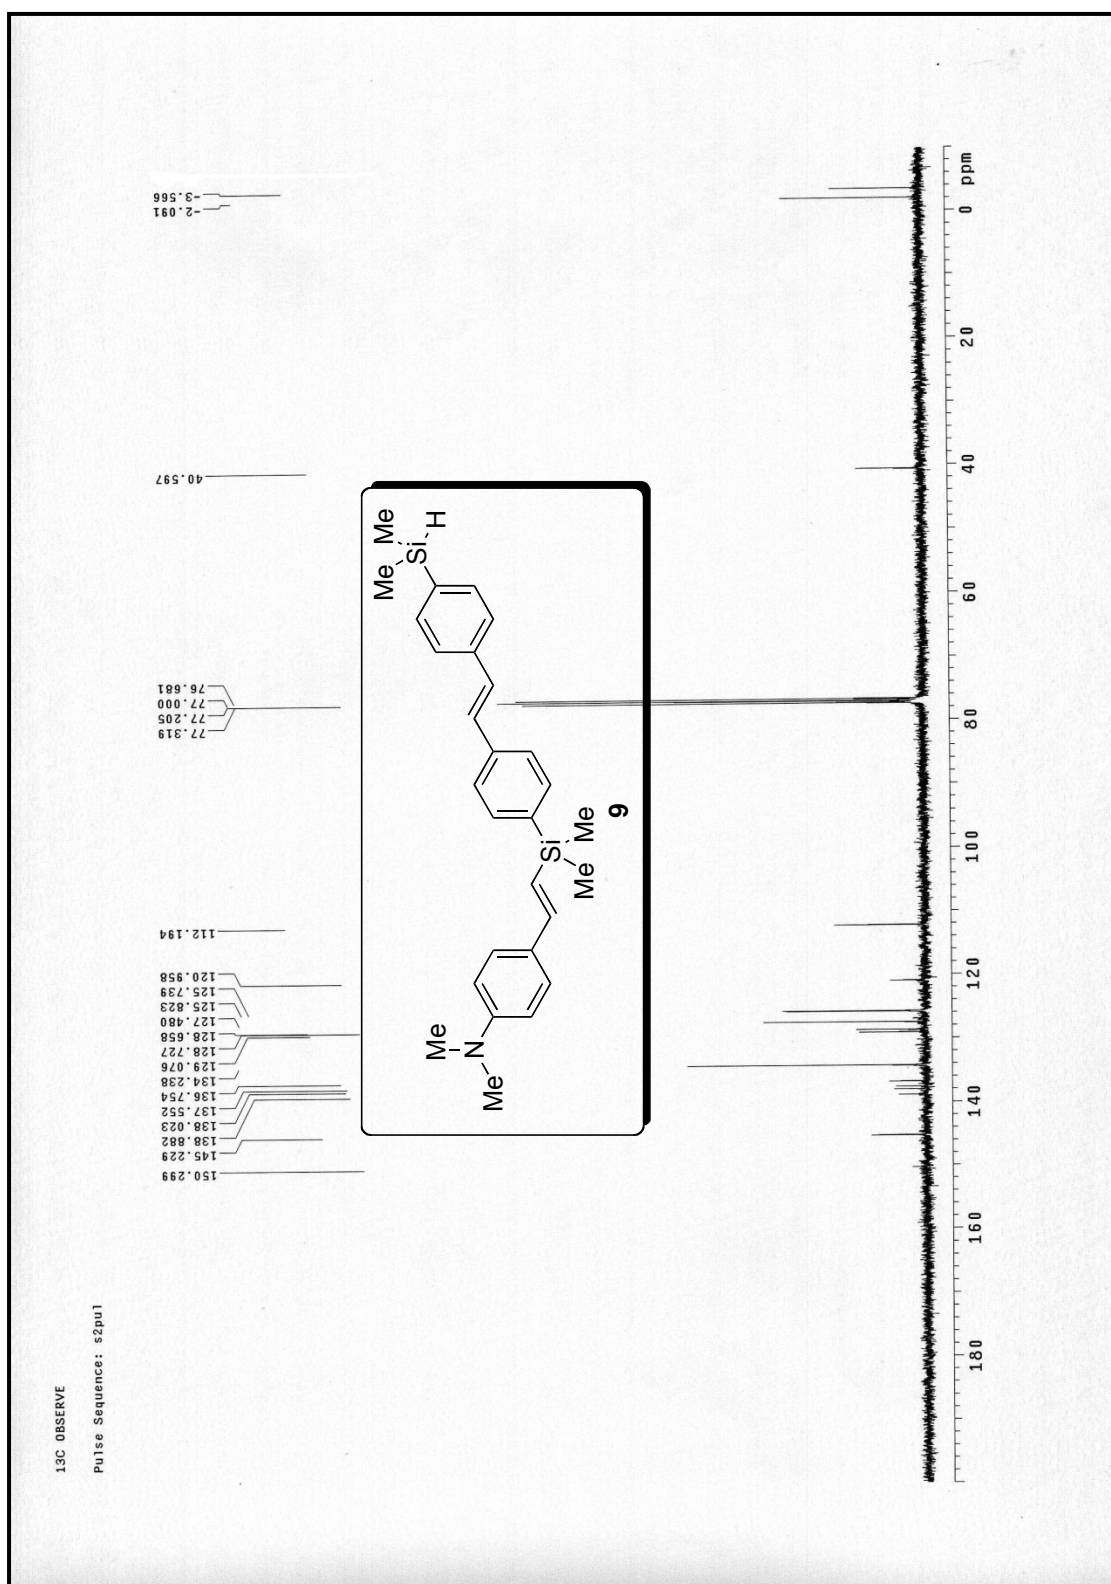 13C OBSERVE
Pulse Sequence: s2pul
150.299
145.229
138.882
138.023
137.552
136.754
134.238
129.076
128.727
128.658
127.480
125.823
125.739
120.958
112.194
77.319
77.205
77.000
76.681
40.597
-2.091
-3.566
Me
Me
Me
Si
H
Me
N
Me
Si
Me
Me
9
180
160
140
120
100
80
60
40
20
0 ppm